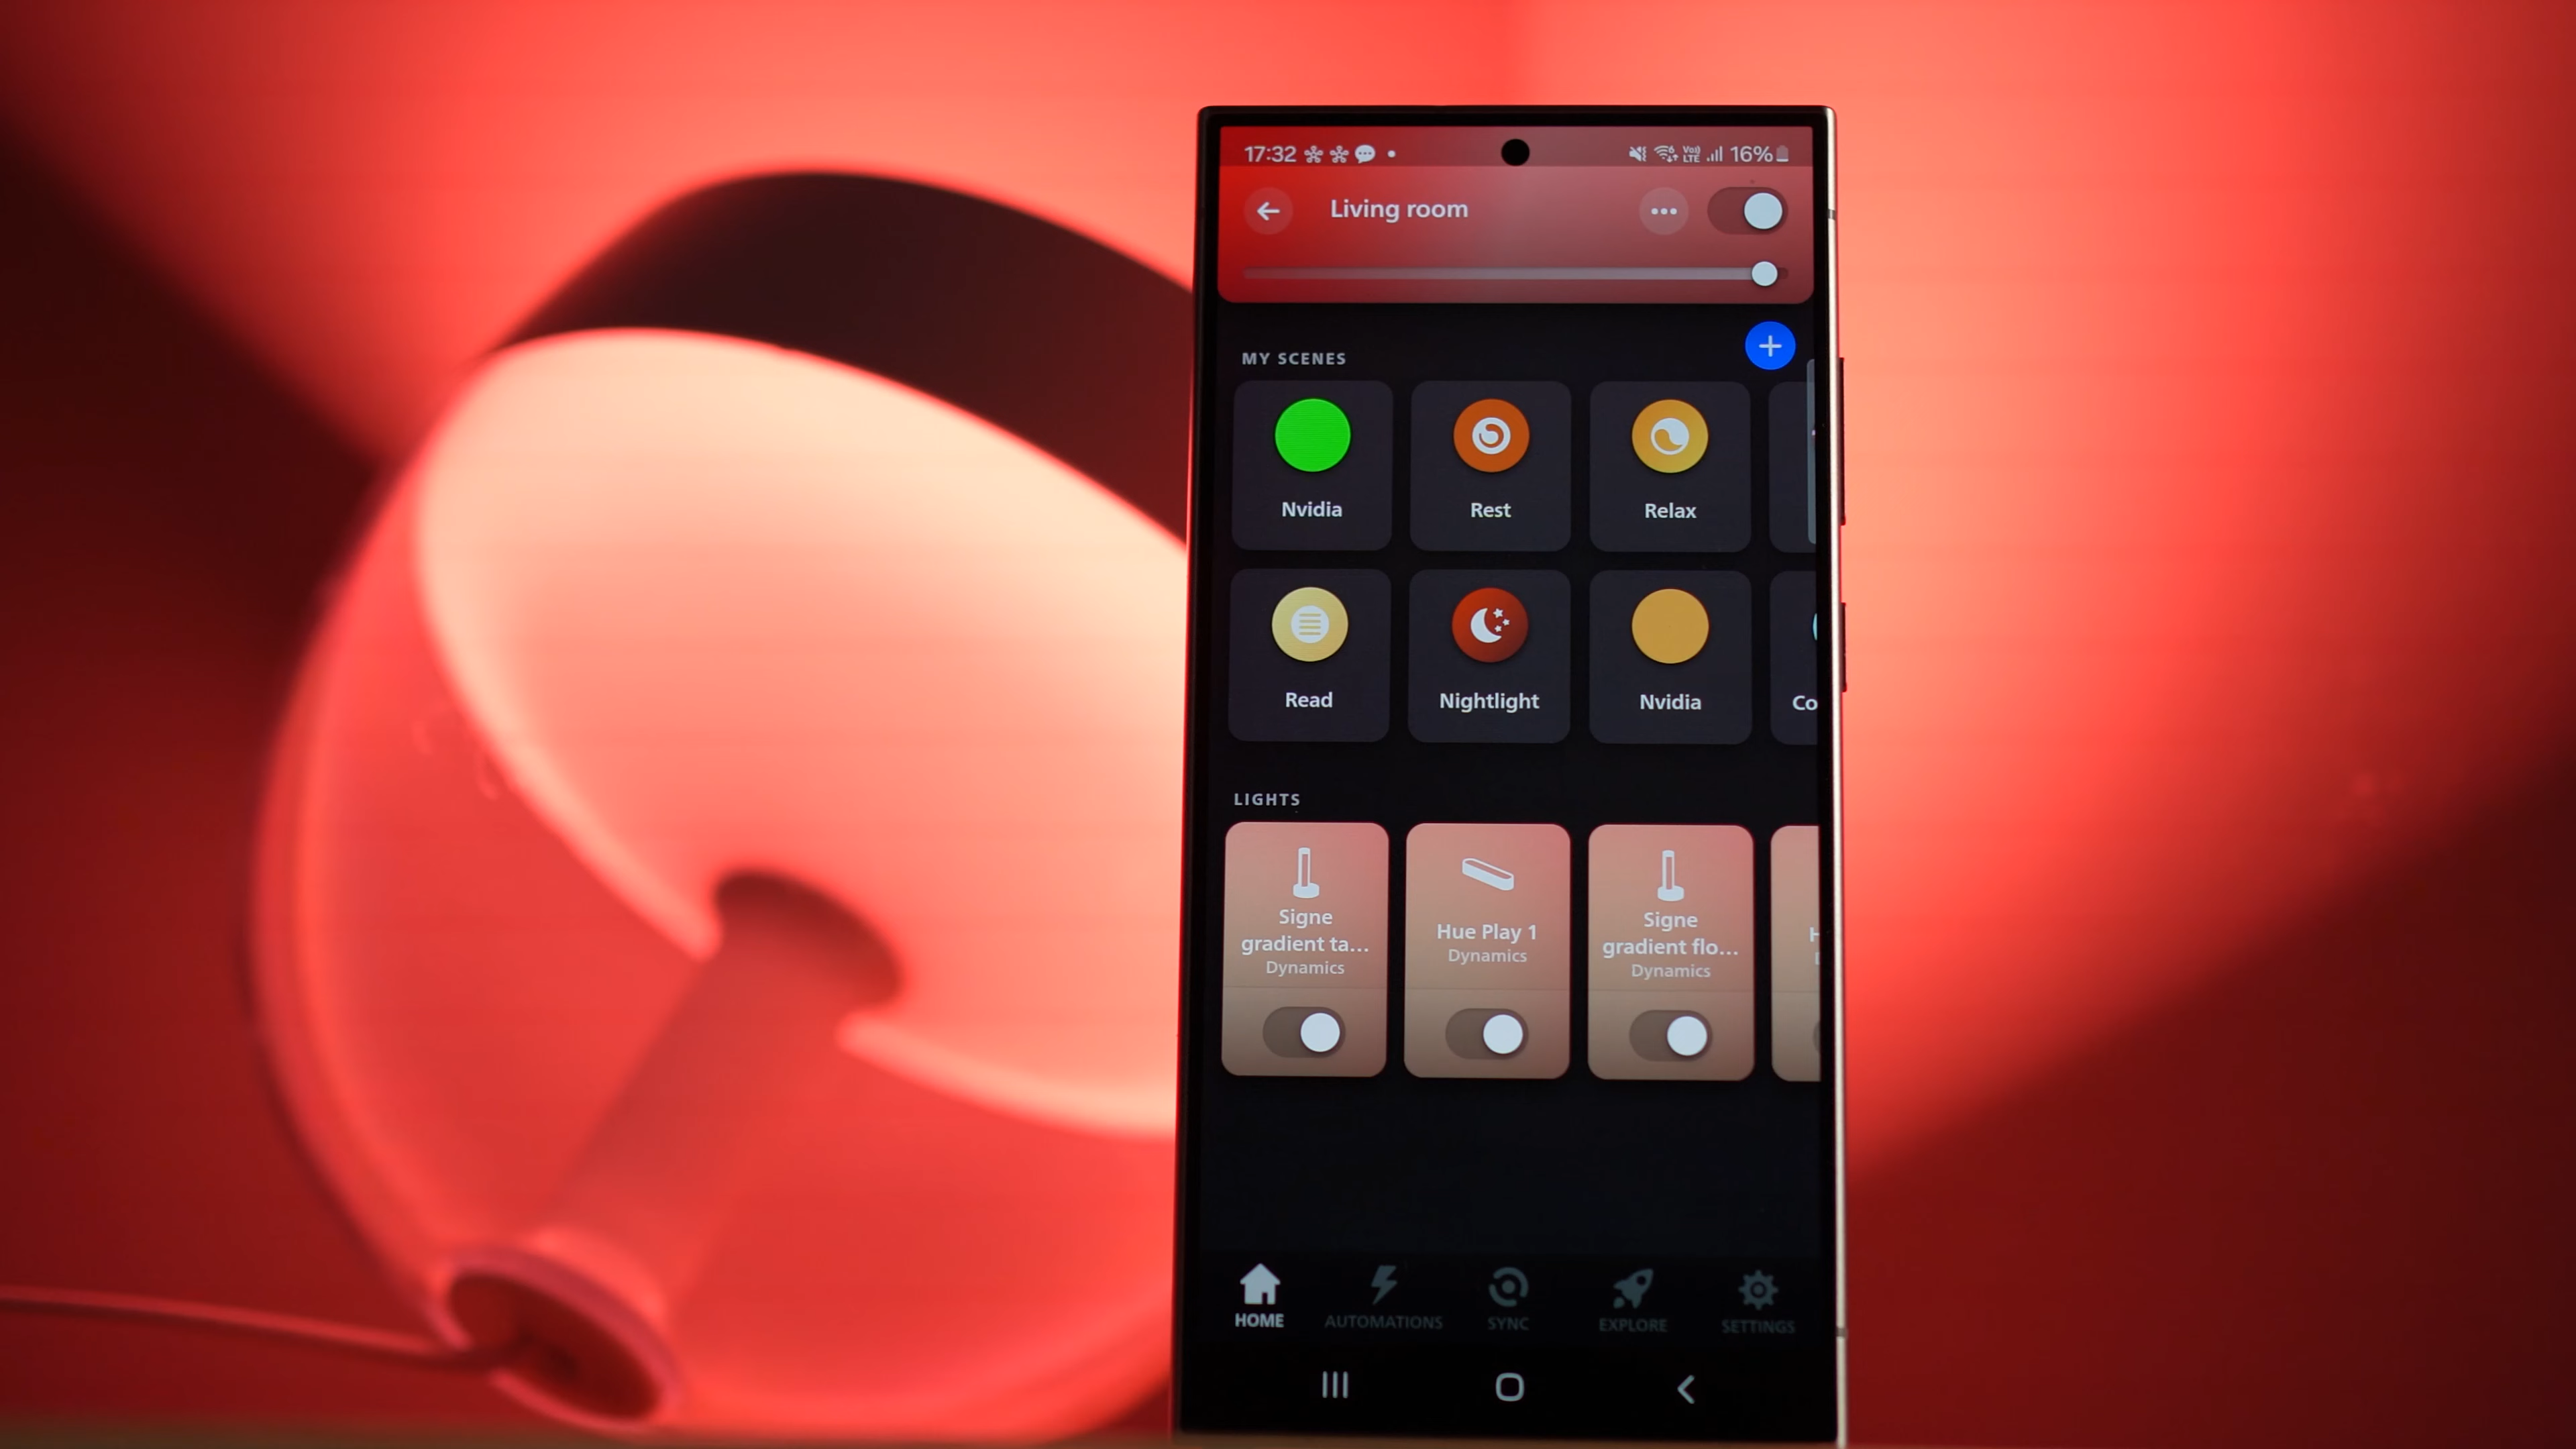 17:32
VoLTE 16%
Living room
MY SCENES
Nvidia Rest Relax
Read Nightlight Nvidia Co
LIGHTS
Signe
gradient ta...
Dynamics
Hue Play 1
Dynamics
Signe
gradient flo...
Dynamics
HOME AUTOMATIONS SYNC EXPLORE SETTINGS